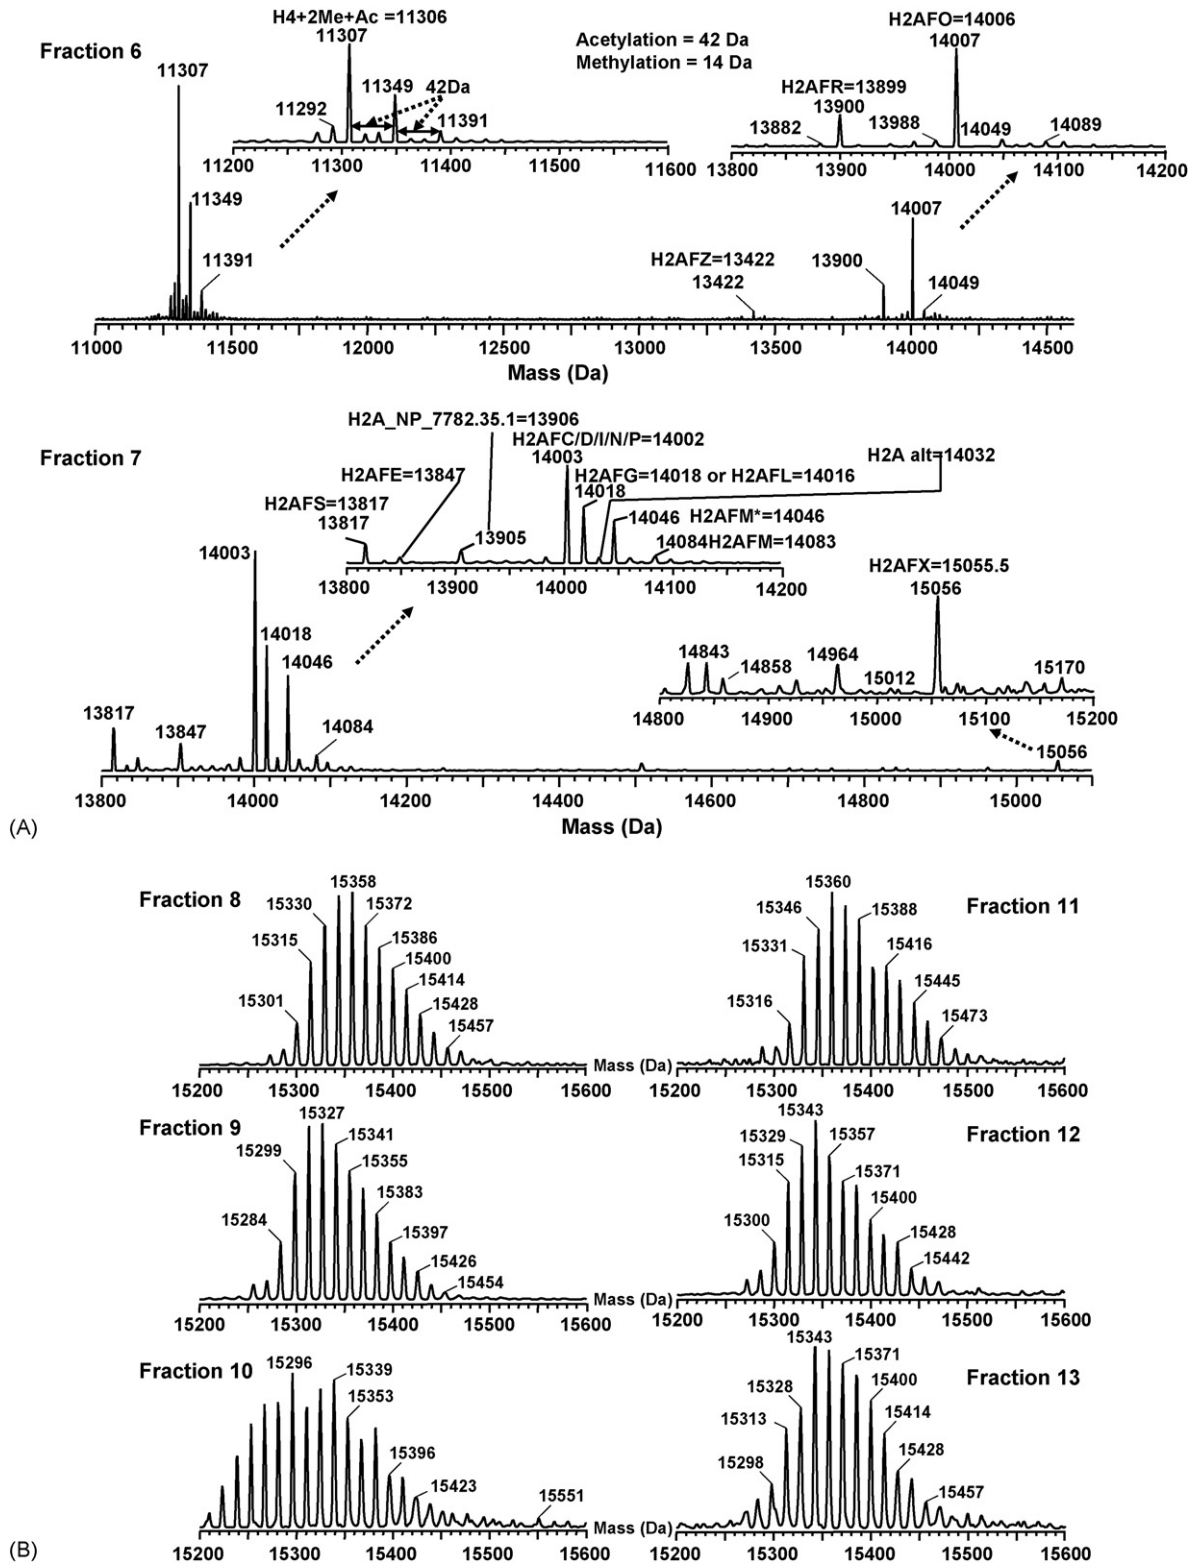 Fraction 6
H4+2Me+Ac =11306
11307
11307
11349
42Da
11292
11391
11200 11300 11400 11500 11600
Acetylation = 42 Da
Methylation = 14 Da
H2AFO=14006
14007
H2AFR=13899
13900
13882
13988
14049
14089
13800 13900 14000 14100 14200
11349
11391
H2AFZ=13422
13422
13900
14007
14049
11000 11500 12000 12500 13000 13500 14000 14500
Mass (Da)
Fraction 7
H2A_NP_7782.35.1=13906
H2AFC/D/I/N/P=14002
14003
H2AFE=13847
H2AFG=14018 or H2AFL=14016
14018
H2A alt=14032
H2AFS=13817
13817
13905
14046 H2AFM*=14046
14084H2AFM=14083
13800 13900 14000 14100 14200
H2AFX=15055.5
15056
14843
14858
14964
15012
15170
14800 14900 15000 15100 15200
14003
14018
14046
13817
13847
14084
15056
13800 14000 14200 14400 14600 14800 15000
Mass (Da)
(A)
Fraction 8
15358
15330
15372
15315
15386
15400
15414
15301
15428
15457
15200 15300 15400 15500 15600
Mass (Da)
Fraction 11
15360
15346
15388
15331
15416
15445
15316
15473
15200 15300 15400 15500 15600
Fraction 9
15327
15341
15299
15355
15383
15284
15397
15426
15454
15200 15300 15400 15500 15600
Mass (Da)
Fraction 12
15343
15329
15357
15315
15371
15400
15300
15428
15442
15200 15300 15400 15500 15600
Fraction 10
15296
15339
15353
15396
15423
15551
15200 15300 15400 15500 15600
Mass (Da)
Fraction 13
15343
15371
15328
15400
15313
15414
15428
15298
15457
15200 15300 15400 15500 15600
(B)